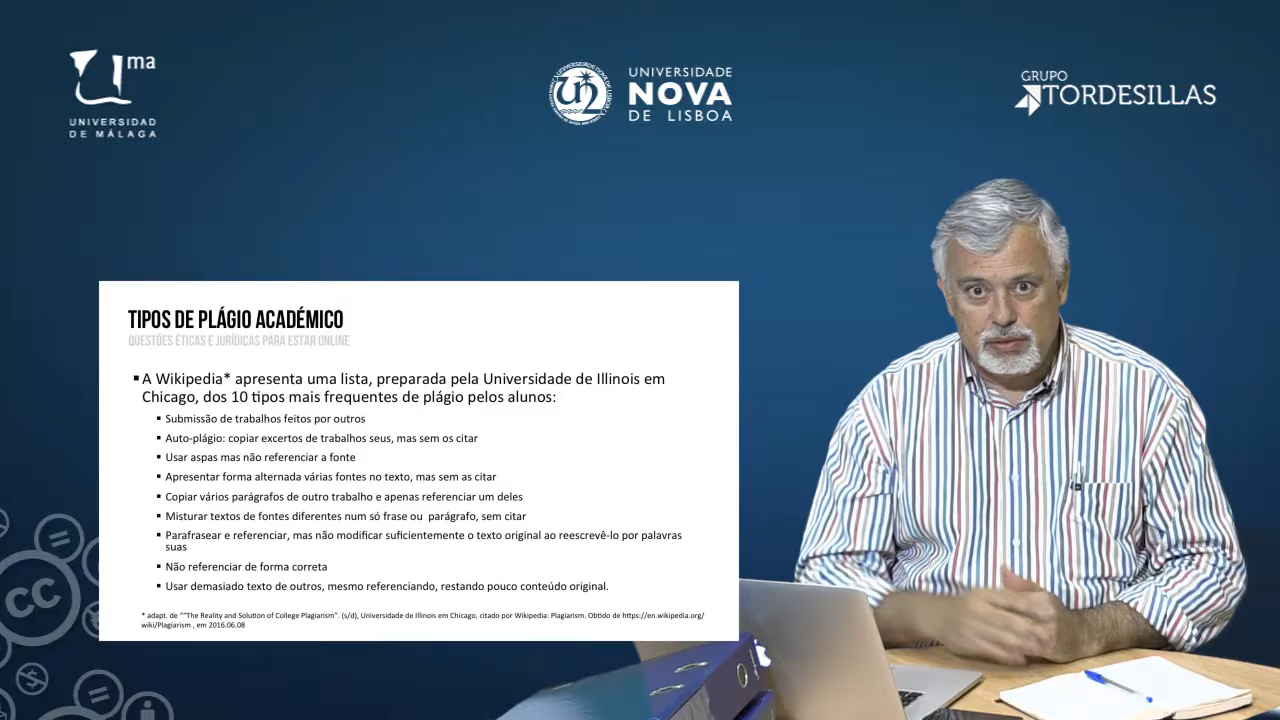 ma
UNIVERSIDAD
DE MÁLAGA
UNIVERSIDADE
NOVA
DE LISBOA
GRUPO
TORDESILLAS
TIPOS DE PLÁGIO ACADÉMICO
QUESTÕES ÉTICAS E JURÍDICAS PARA ESTAR ONLINE
▪ A Wikipedia* apresenta uma lista, preparada pela Universidade de Illinois em
Chicago, dos 10 tipos mais frequentes de plágio pelos alunos:
▪ Submissão de trabalhos feitos por outros
▪ Auto-plágio: copiar excertos de trabalhos seus, mas sem os citar
▪ Usar aspas mas não referenciar a fonte
▪ Apresentar forma alternada várias fontes no texto, mas sem as citar
▪ Copiar vários parágrafos de outro trabalho e apenas referenciar um deles
▪ Misturar textos de fontes diferentes num só frase ou parágrafo, sem citar
▪ Parafrasear e referenciar, mas não modificar suficientemente o texto original ao reescrevê-lo por palavras
suas
▪ Não referenciar de forma correta
▪ Usar demasiado texto de outros, mesmo referenciando, restando pouco conteúdo original.
* adapt. de ““The Reality and Solution of College Plagiarism”. (s/d), Universidade de Illinois em Chicago, citado por Wikipedia: Plagiarism. Obtido de https://en.wikipedia.org/
wiki/Plagiarism , em 2016.06.08
CC